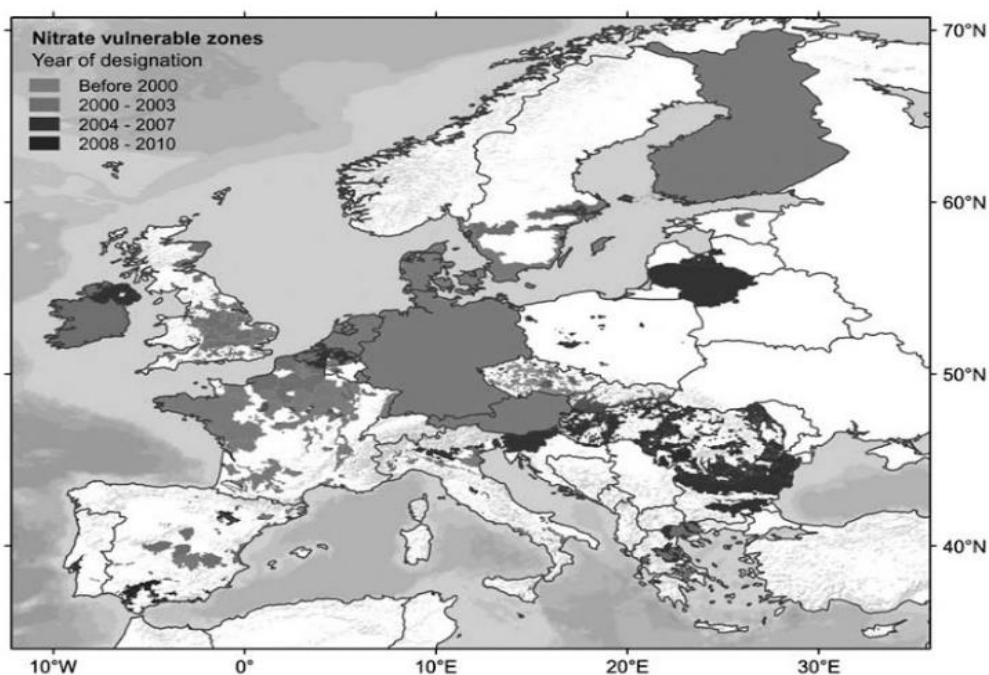 Nitrate vulnerable zones
Year of designation
Before 2000
2000 - 2003
2004 - 2007
2008 - 2010
70°N
60°N
50°N
40°N
10°W
0°
10°E
20°E
30°E